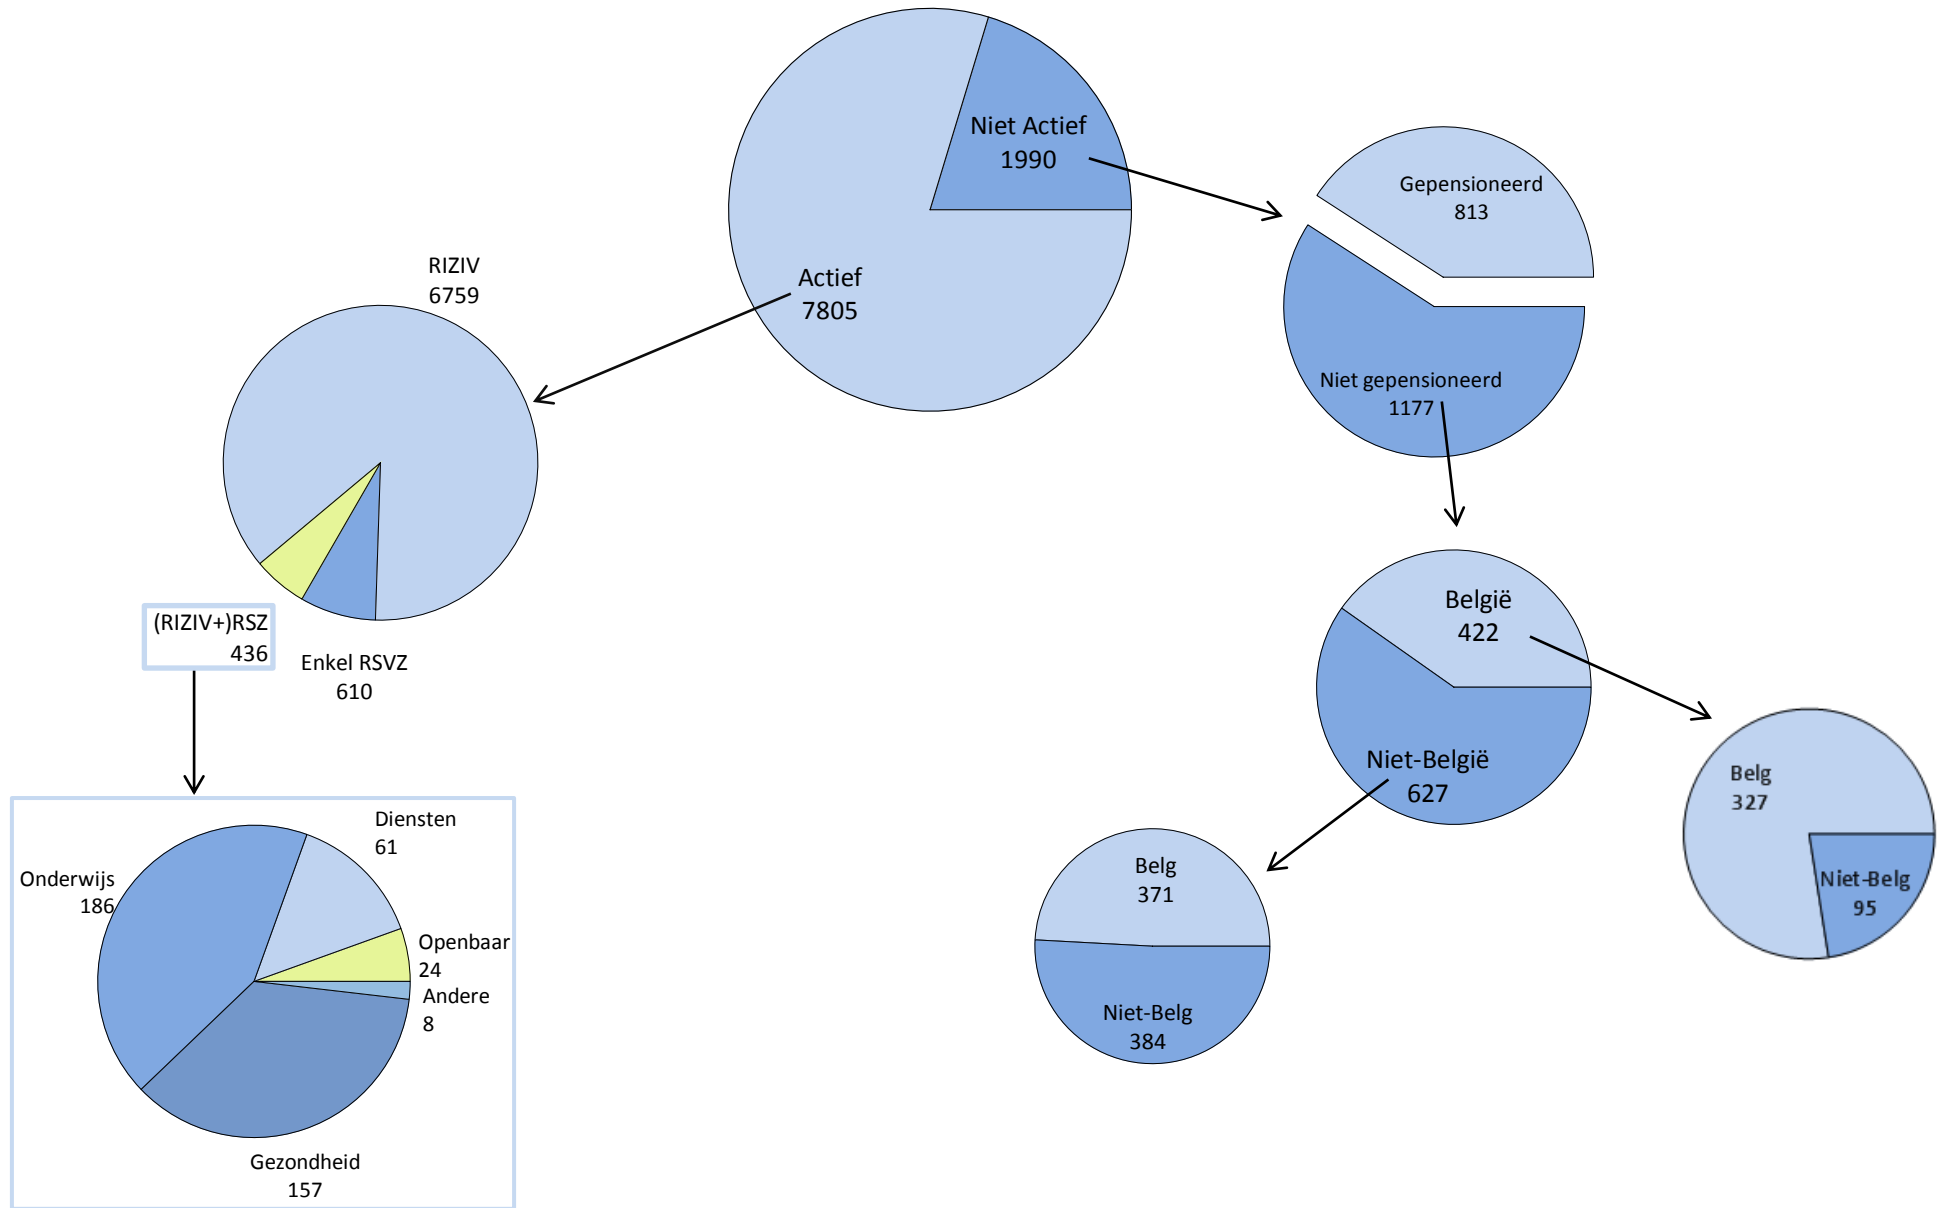 Niet Actief
1990
Actief
7805
Gepensioneerd
813
Niet gepensioneerd
1177
RIZIV
6759
(RIZIV+)RSZ
436
Enkel RSVZ
610
België
422
Niet-België
627
Belg
327
Niet-Belg
95
Belg
371
Niet-Belg
384
Diensten
61
Onderwijs
186
Openbaar
24
Andere
8
Gezondheid
157